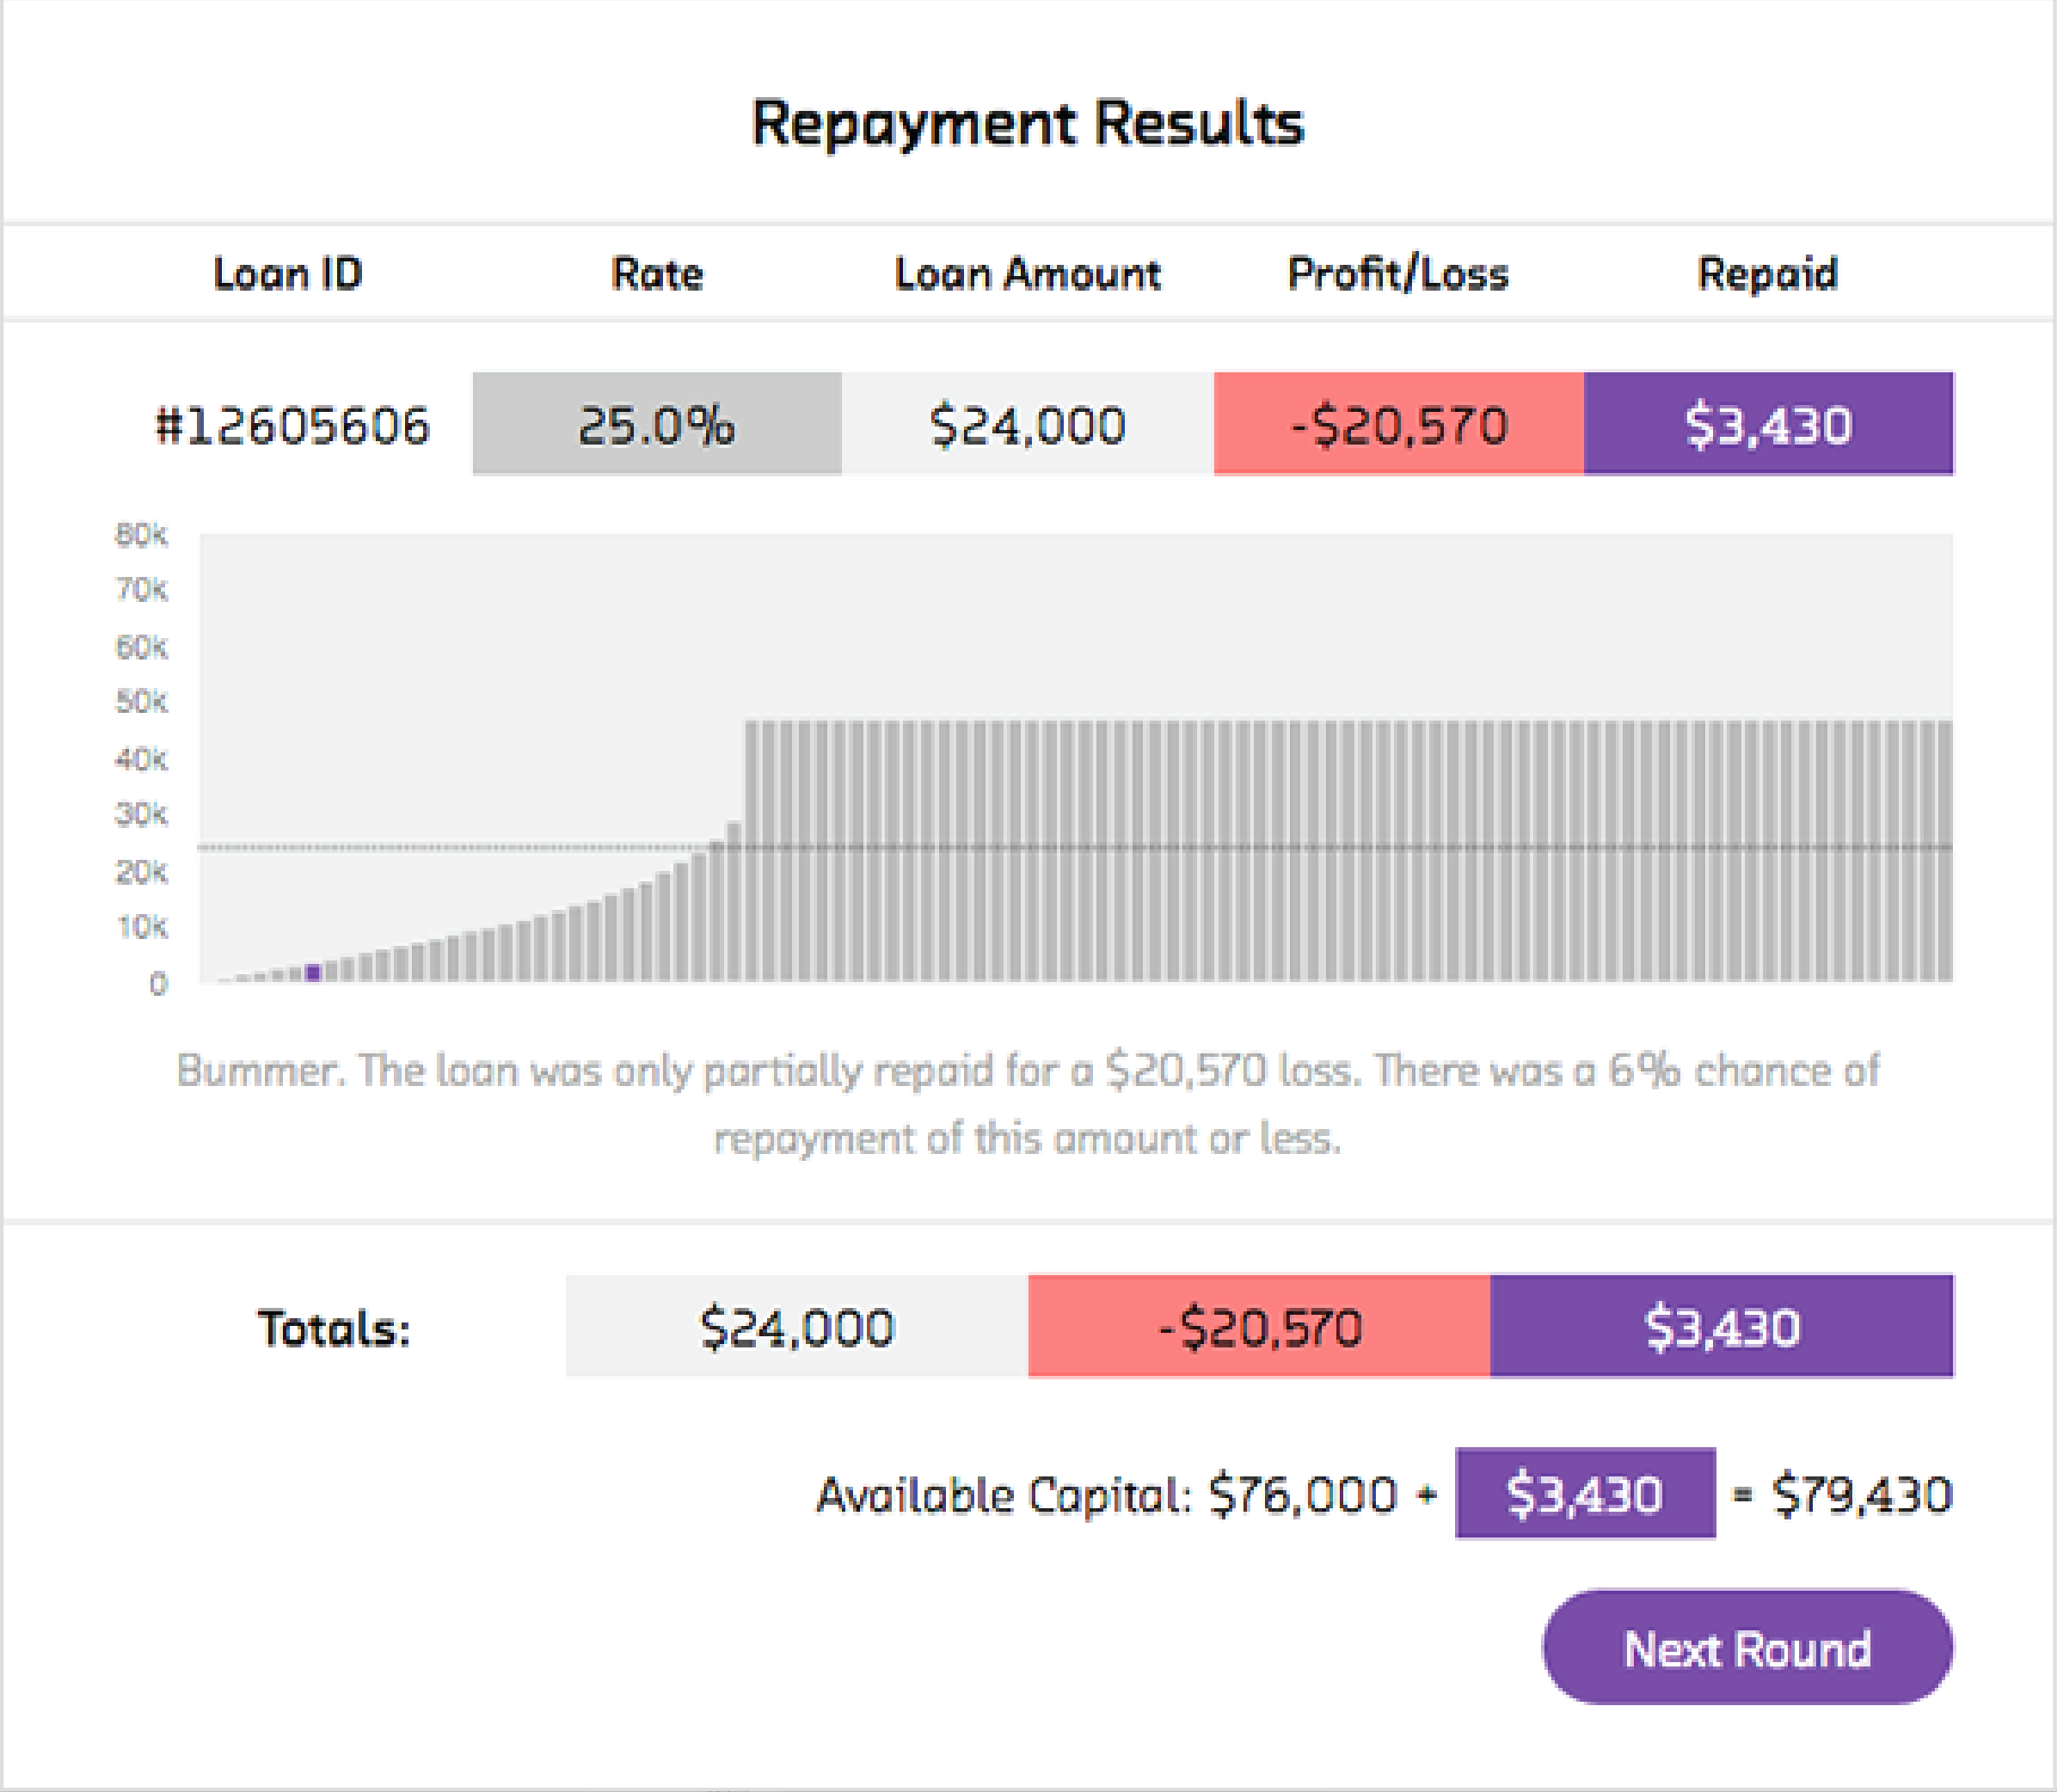 Repayment Results
Loan ID Rate Loan Amount Profit/Loss Repaid
#12605606 25.0% $24,000 -$20,570 $3,430
80k
70k
60k
50k
40k
30k
20k
10k
0
Bummer. The loan was only partially repaid for a $20,570 loss. There was a 6% chance of
repayment of this amount or less.
Totals: $24,000 -$20,570 $3,430
Available Capital: $76,000 + $3,430 = $79,430
Next Round